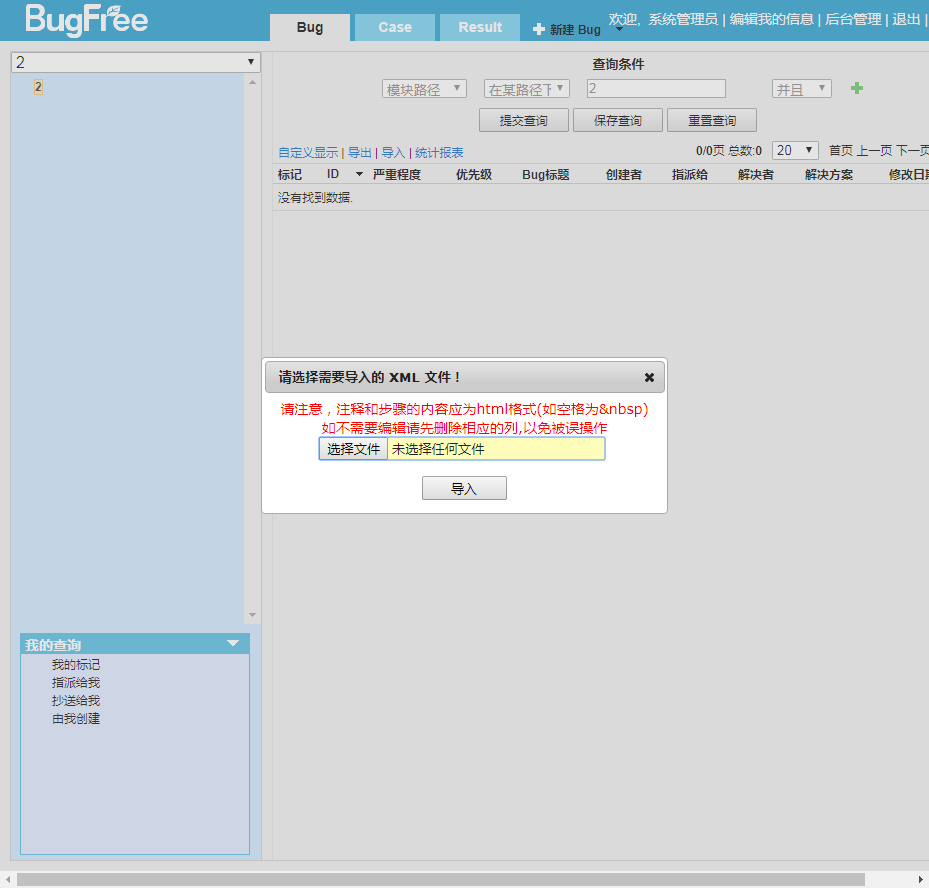 BugFree
Bug Case Result 新建 Bug 欢迎, 系统管理员 | 编辑我的信息 | 后台管理 | 退出 |
2
2
查询条件
模块路径 在某路径下 2 并且
提交查询 保存查询 重置查询
自定义显示 | 导出 | 导入 | 统计报表 0/0页 总数:0 20 首页 上一页 下一页
标记 ID 严重程度 优先级 Bug标题 创建者 指派给 解决者 解决方案 修改日期
没有找到数据.
请选择需要导入的 XML 文件！
请注意，注释和步骤的内容应为html格式(如空格为&nbsp)
如不需要编辑请先删除相应的列,以免被误操作
选择文件 未选择任何文件
导入
我的查询
我的标记
指派给我
抄送给我
由我创建